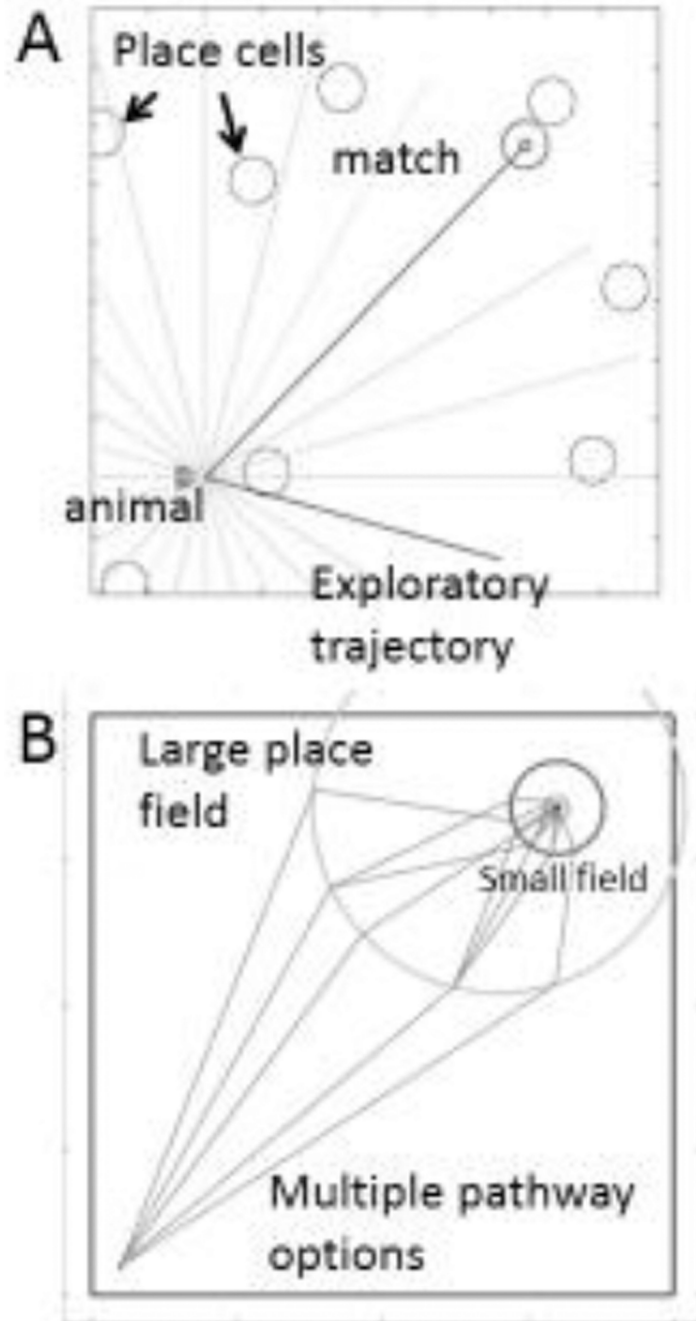 A
Place cells
match
animal
Exploratory
trajectory
B
Large place
field
Small field
Multiple pathway
options